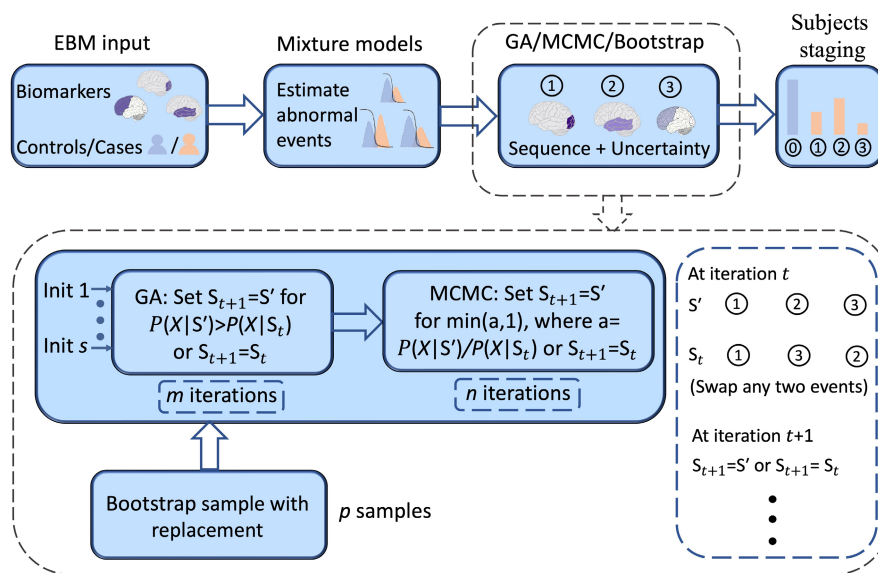 EBM input
Biomarkers
Controls/Cases /
Mixture models
Estimate
abnormal
events
GA/MCMC/Bootstrap
① ② ③
Sequence + Uncertainty
Subjects
staging
⓪ ① ② ③
Init 1
Init s
GA: Set S_{t+1}=S' for
P(X|S')>P(X|S_t)
or S_{t+1}=S_t
m iterations
MCMC: Set S_{t+1}=S'
for min(a,1), where a=
P(X|S')/P(X|S_t) or S_{t+1}=S_t
n iterations
Bootstrap sample with
replacement
p samples
At iteration t
S' ① ② ③
S_t ① ③ ②
(Swap any two events)
At iteration t+1
S_{t+1}=S' or S_{t+1}= S_t